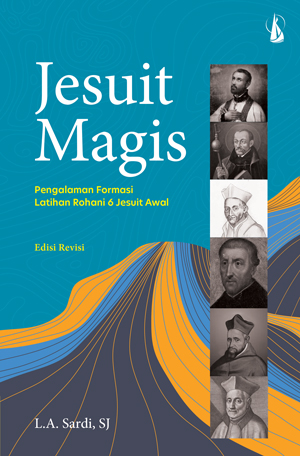 Jesuit
Magis
Pengalaman Formasi
Latihan Rohani 6 Jesuit Awal
Edisi Revisi
L.A. Sardi, SJ